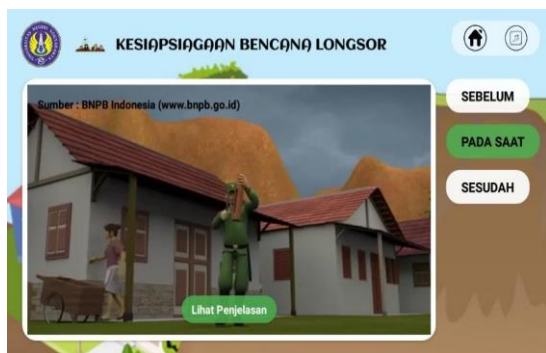 KESIAPSIAGAAN BENCANA LONGSOR
Sumber : BNPB Indonesia (www.bnpb.go.id)
SEBELUM
PADA SAAT
SESUDAH
Lihat Penjelasan